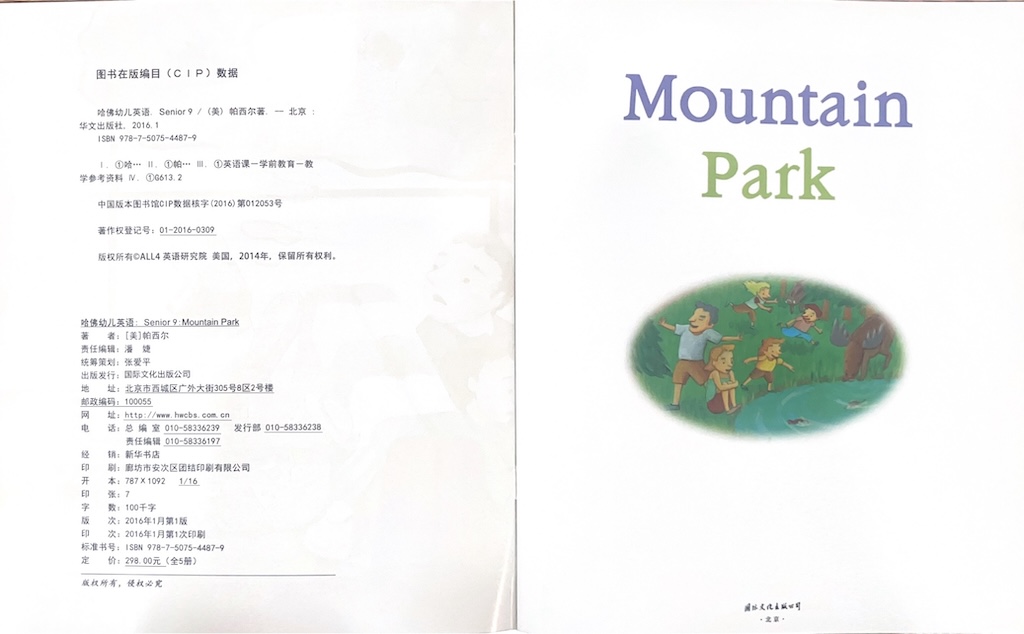 图书在版编目(CIP)数据
哈佛幼儿英语. Senior 9 / (美) 帕西尔著. — 北京 :
华文出版社, 2016.1
ISBN 978-7-5075-4487-9
Ⅰ. ①哈… Ⅱ. ①帕… Ⅲ. ①英语课—学前教育—教
学参考资料 Ⅳ. ①G613.2
中国版本图书馆CIP数据核字(2016)第012053号
著作权登记号: 01-2016-0309
版权所有©ALL4 英语研究院 美国, 2014年, 保留所有权利。
哈佛幼儿英语: Senior 9:Mountain Park
著 者: [美]帕西尔
责任编辑: 潘 婕
统筹策划: 张爱平
出版发行: 国际文化出版公司
地 址: 北京市西城区广外大街305号8区2号楼
邮政编码: 100055
网 址: http://www.hwcbs.com.cn
电 话: 总 编 室 010-58336239 发行部 010-58336238
责任编辑 010-58336197
经 销: 新华书店
印 刷: 廊坊市安次区团结印刷有限公司
开 本: 787×1092 1/16
印 张: 7
字 数: 100千字
版 次: 2016年1月第1版
印 次: 2016年1月第1次印刷
标准书号: ISBN 978-7-5075-4487-9
定 价: 298.00元 (全5册)
版权所有, 侵权必究
Mountain
Park
国际文化出版公司
·北京·